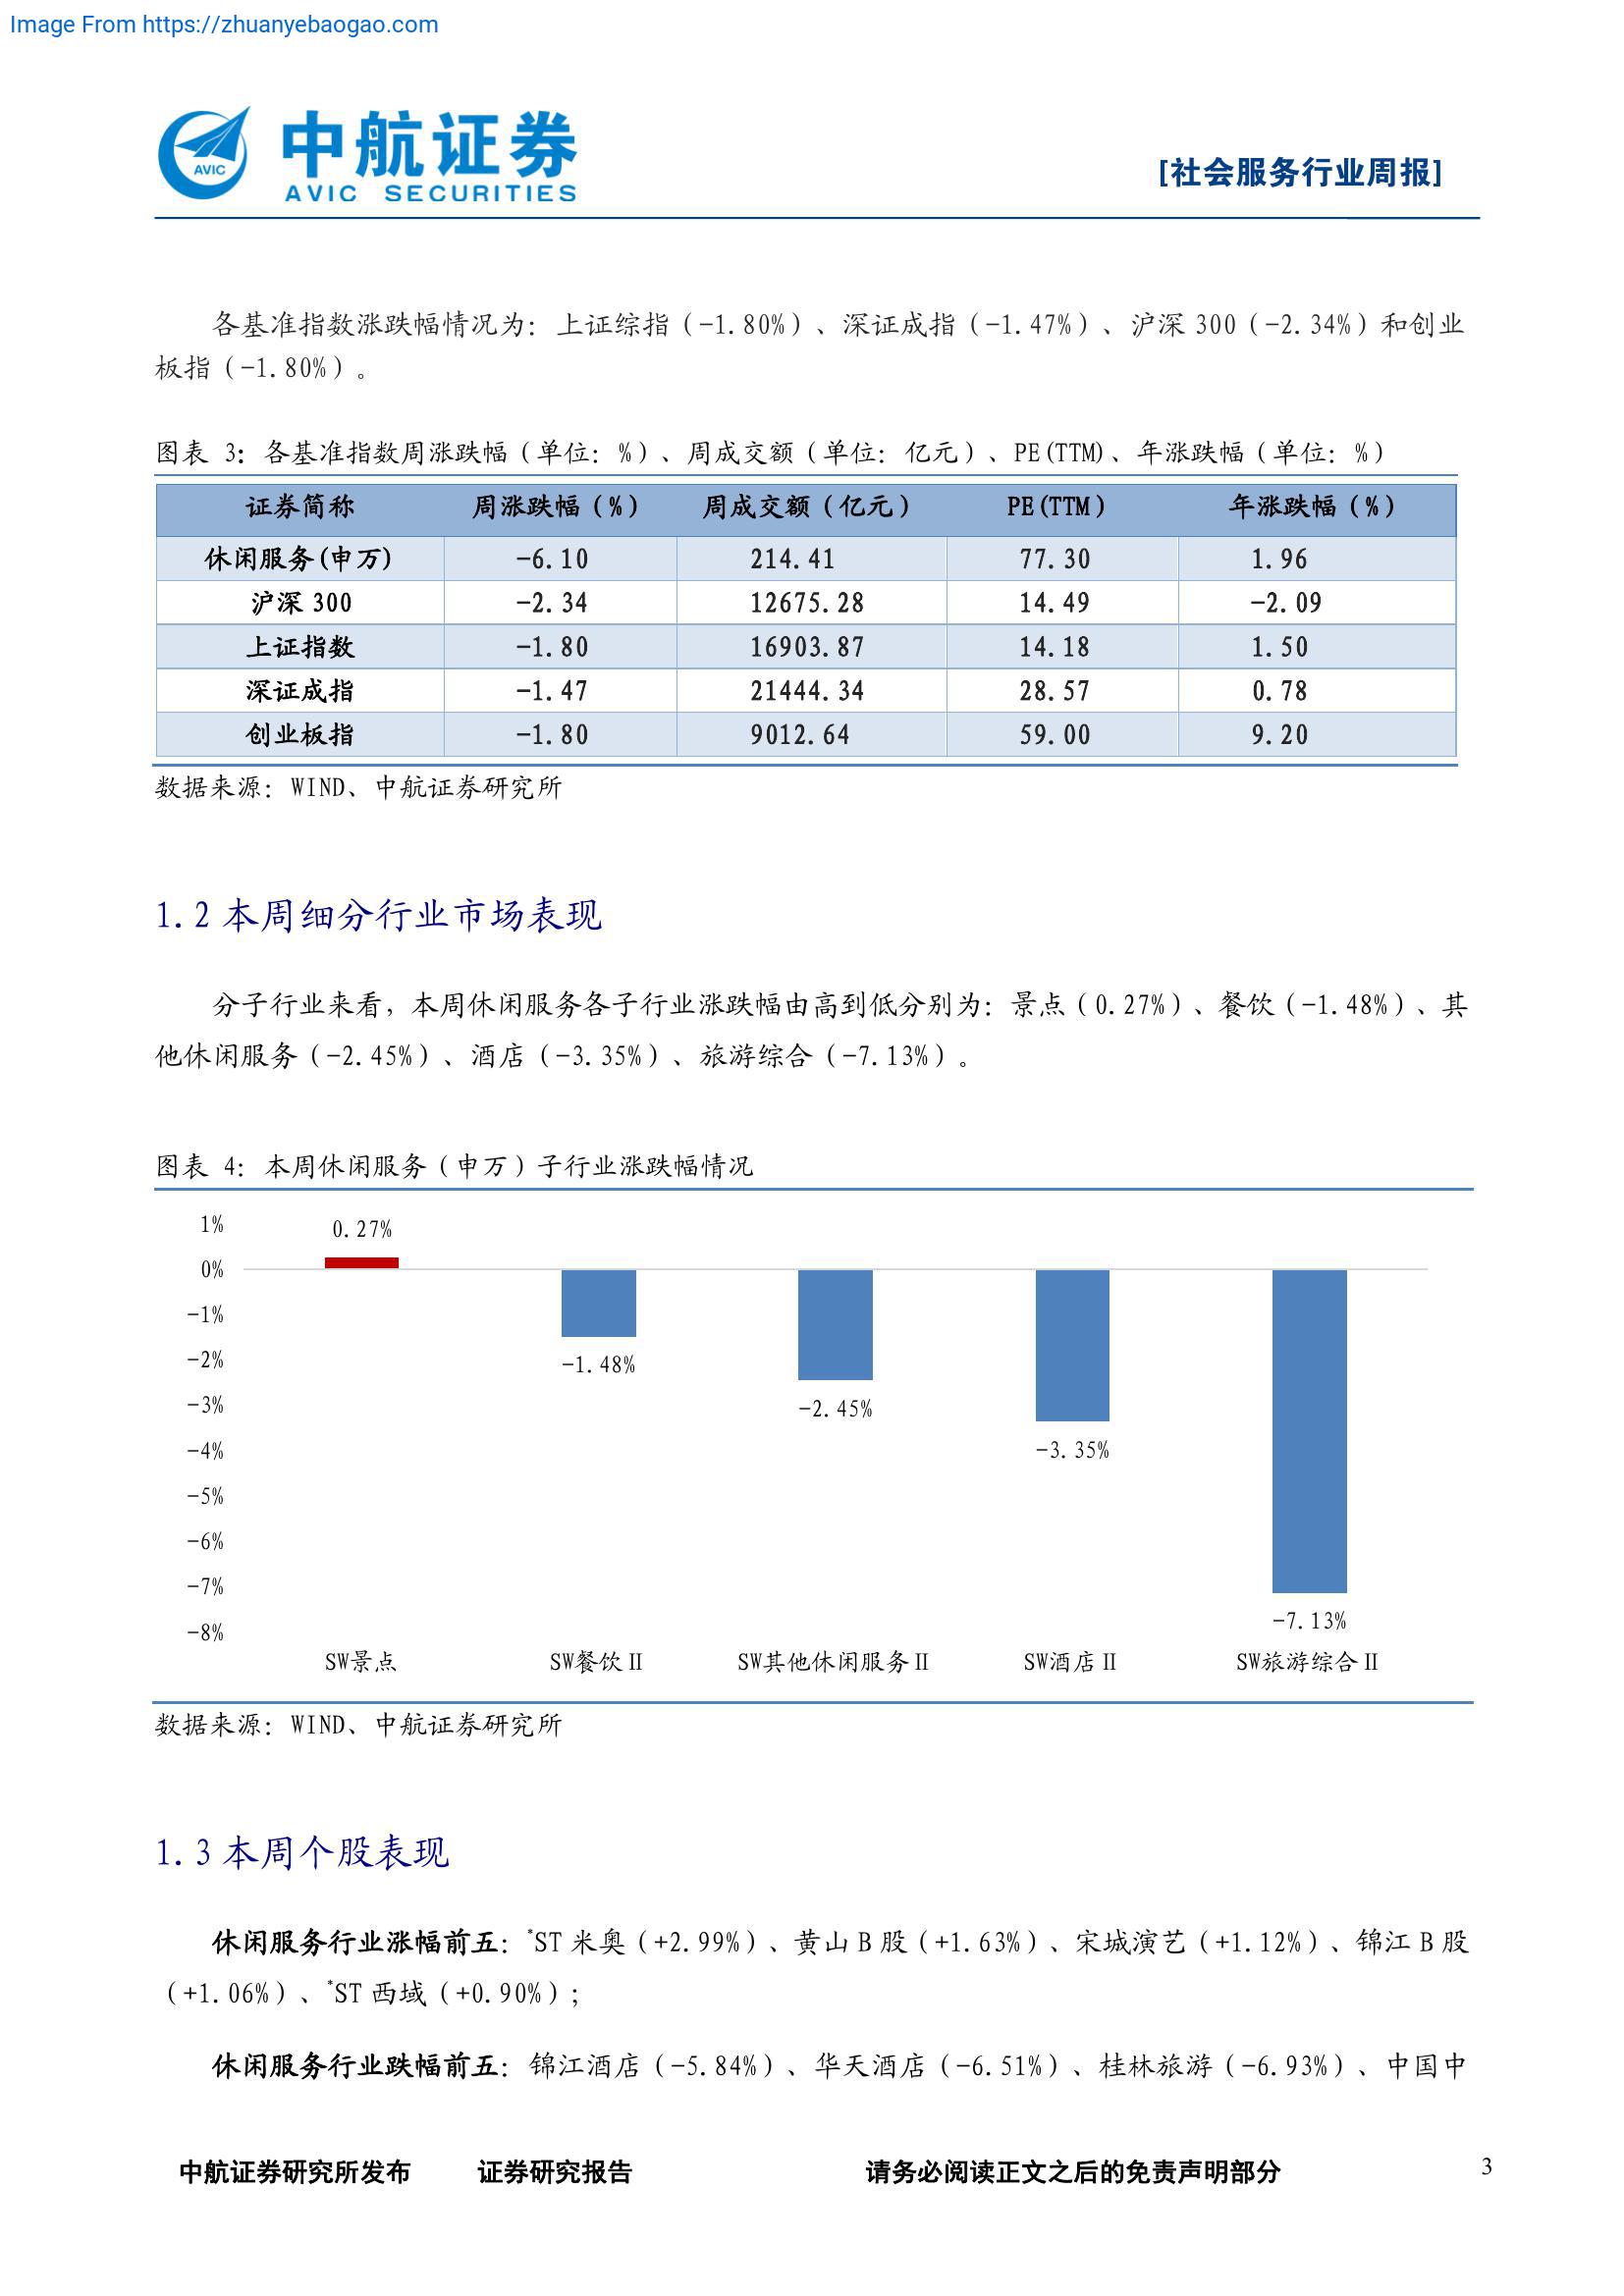 Image From https://zhuanyebaogao.com
AVIC
中航证券
AVIC SECURITIES
[社会服务行业周报]
各基准指数涨跌幅情况为：上证综指（-1.80%）、深证成指（-1.47%）、沪深 300（-2.34%）和创业
板指（-1.80%）。
图表 3：各基准指数周涨跌幅（单位：%）、周成交额（单位：亿元）、PE(TTM)、年涨跌幅（单位：%）
证券简称 周涨跌幅（%） 周成交额（亿元） PE(TTM) 年涨跌幅（%）
休闲服务(申万) -6.10 214.41 77.30 1.96
沪深 300 -2.34 12675.28 14.49 -2.09
上证指数 -1.80 16903.87 14.18 1.50
深证成指 -1.47 21444.34 28.57 0.78
创业板指 -1.80 9012.64 59.00 9.20
数据来源：WIND、中航证券研究所
1.2 本周细分行业市场表现
分子行业来看，本周休闲服务各子行业涨跌幅由高到低分别为：景点（0.27%）、餐饮（-1.48%）、其
他休闲服务（-2.45%）、酒店（-3.35%）、旅游综合（-7.13%）。
图表 4：本周休闲服务（申万）子行业涨跌幅情况
1%
0%
-1%
-2%
-3%
-4%
-5%
-6%
-7%
-8%
0.27%
-1.48%
-2.45%
-3.35%
-7.13%
SW景点 SW餐饮Ⅱ SW其他休闲服务Ⅱ SW酒店Ⅱ SW旅游综合Ⅱ
数据来源：WIND、中航证券研究所
1.3 本周个股表现
休闲服务行业涨幅前五：*ST 米奥（+2.99%）、黄山 B 股（+1.63%）、宋城演艺（+1.12%）、锦江 B 股
（+1.06%）、*ST 西域（+0.90%）；
休闲服务行业跌幅前五：锦江酒店（-5.84%）、华天酒店（-6.51%）、桂林旅游（-6.93%）、中国中
中航证券研究所发布 证券研究报告 请务必阅读正文之后的免责声明部分 3